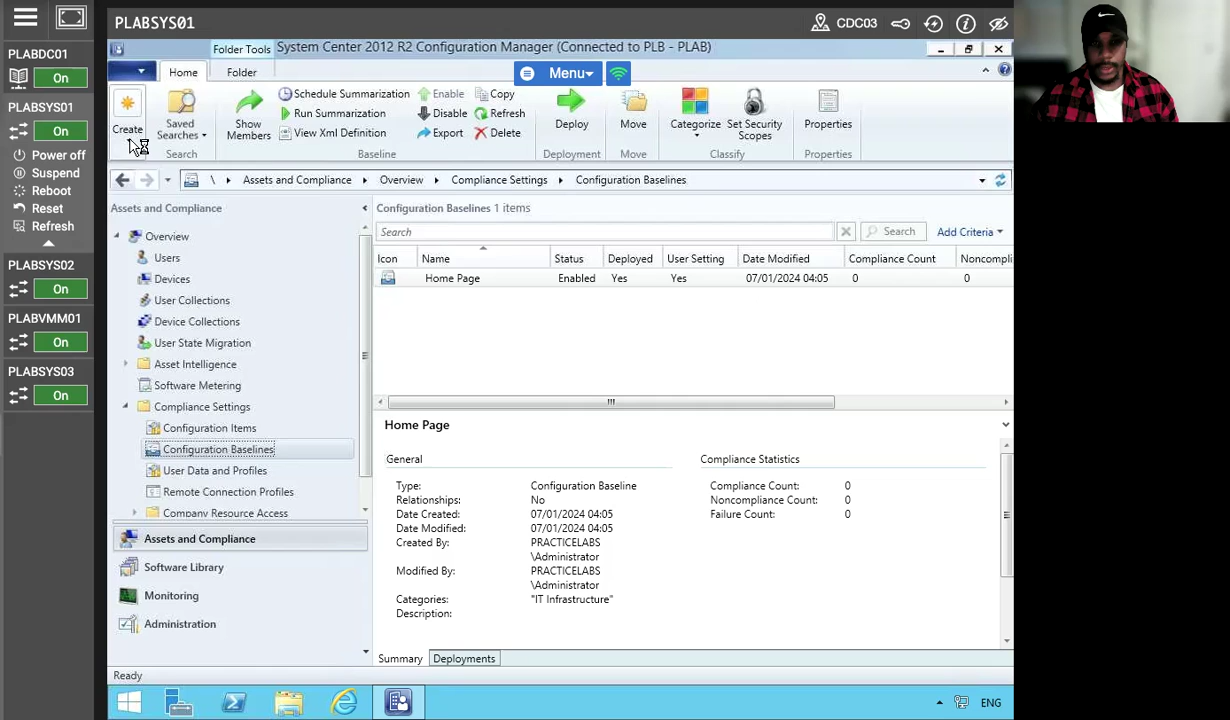 PLABSYS01
CDC03
PLABDC01
On
PLABSYS01
On
Power off
Suspend
Reboot
Reset
Refresh
PLABSYS02
On
PLABVMM01
On
PLABSYS03
On
Folder Tools
System Center 2012 R2 Configuration Manager (Connected to PLB - PLAB)
Menu
Home
Folder
Create
Saved Searches
Search
Show Members
Schedule Summarization
Run Summarization
View Xml Definition
Enable
Disable
Export
Copy
Refresh
Delete
Baseline
Deploy
Deployment
Move
Move
Categorize
Set Security Scopes
Classify
Properties
Properties
\ Assets and Compliance Overview Compliance Settings Configuration Baselines
Assets and Compliance
Overview
Users
Devices
User Collections
Device Collections
User State Migration
Asset Intelligence
Software Metering
Compliance Settings
Configuration Items
Configuration Baselines
User Data and Profiles
Remote Connection Profiles
Company Resource Access
Assets and Compliance
Software Library
Monitoring
Administration
Configuration Baselines 1 items
Search
Search
Add Criteria
Icon Name Status Deployed User Setting Date Modified Compliance Count Noncompli
Home Page Enabled Yes Yes 07/01/2024 04:05 0 0
Home Page
General
Type: Configuration Baseline
Relationships: No
Date Created: 07/01/2024 04:05
Date Modified: 07/01/2024 04:05
Created By: PRACTICELABS
\Administrator
Modified By: PRACTICELABS
\Administrator
Categories: "IT Infrastructure"
Description:
Compliance Statistics
Compliance Count: 0
Noncompliance Count: 0
Failure Count: 0
Summary
Deployments
Ready
ENG